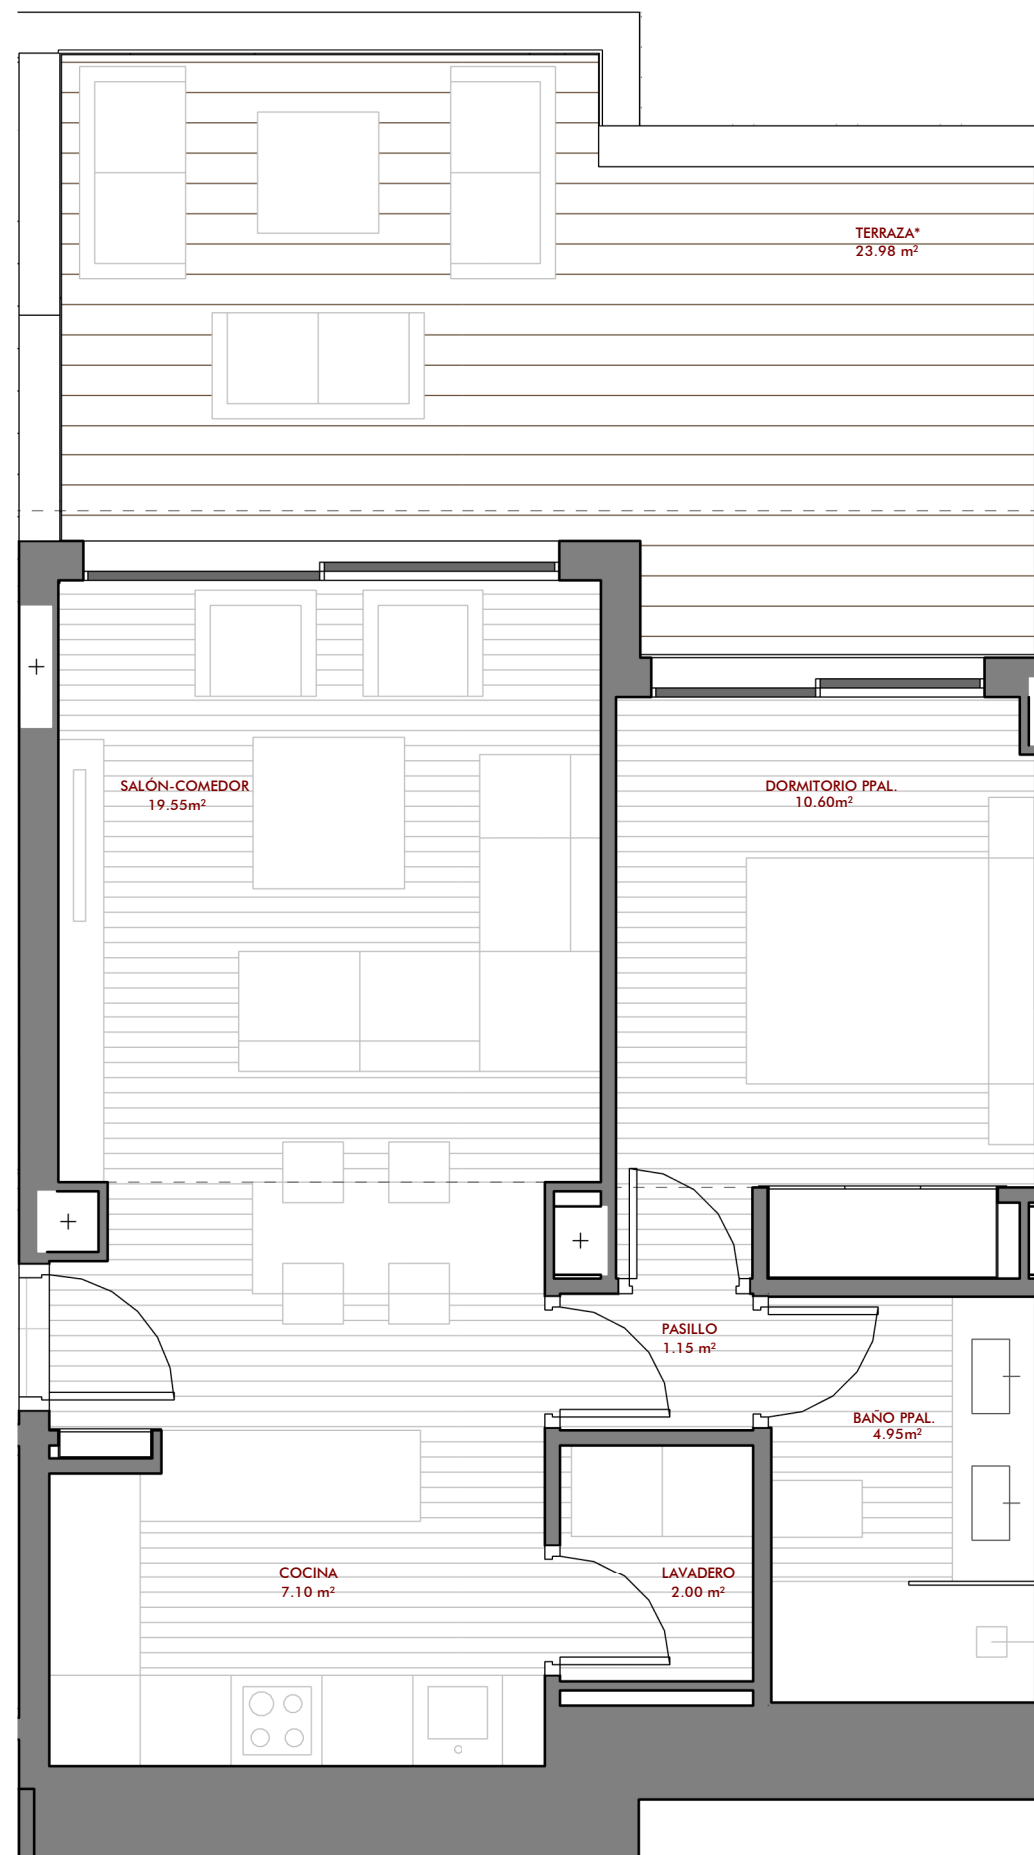 TERRAZA*
23.98 m²
SALÓN-COMEDOR
19.55m²
DORMITORIO PPAL.
10.60m²
PASILLO
1.15 m²
BAÑO PPAL.
4.95m²
COCINA
7.10 m²
LAVADERO
2.00 m²